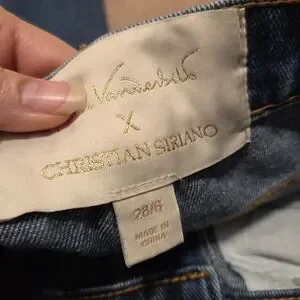 Vanderbilt
X
CHRISTIAN SIRIANO
28/6
MADE IN
CHINA